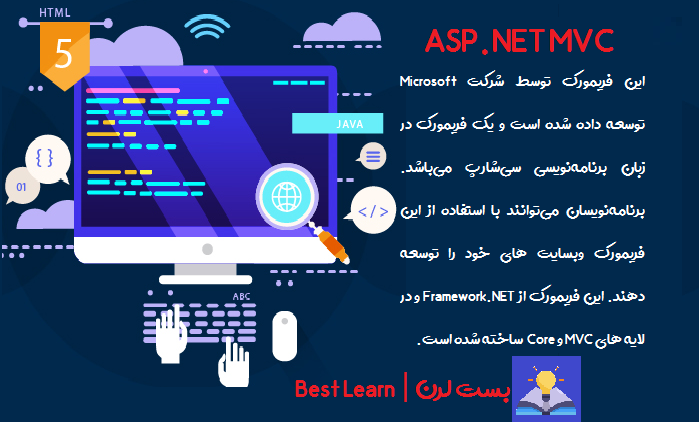 HTML
5
ASP.NET MVC
این فریمورک توسط شرکت Microsoft
توسعه داده شده است و یک فریمورک در
زبان برنامه‌نویسی سی‌شارپ می‌باشد.
برنامه‌نویسان می‌توانند با استفاده از این
فریمورک وبسایت های خود را توسعه
دهند. این فریمورک از Framework.NET و در
لایه های MVC و Core ساخته شده است.
JAVA
{ }
01
</>
ABC
بست لرن | Best Learn